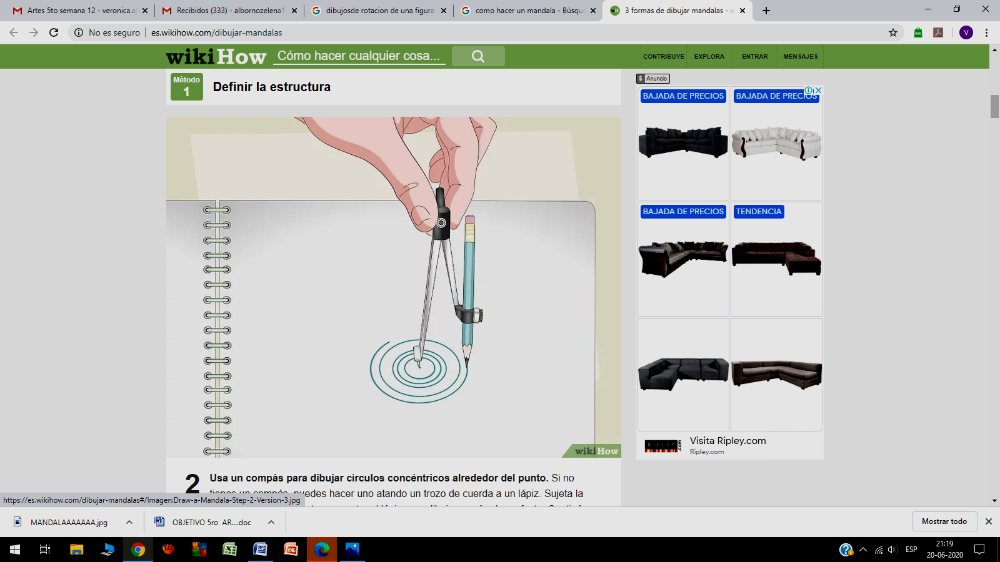 Artes 5to semana 12 - veronica.al
Recibidos (333) - albornozelena1
dibujosde rotacion de una figura
como hacer un mandala - Búsque
3 formas de dibujar mandalas - w
No es seguro
es.wikihow.com/dibujar-mandalas
AVG
V
wikiHow
Cómo hacer cualquier cosa...
CONTRIBUYE
EXPLORA
ENTRAR
MENSAJES
Método
1
Definir la estructura
$ Anuncio
BAJADA DE PRECIOS
BAJADA DE PRECIOS
BAJADA DE PRECIOS
TENDENCIA
wikiHow
RIPLEY.com
Visita Ripley.com
Ripley.com
2
Usa un compás para dibujar círculos concéntricos alrededor del punto. Si no
tienes un compás, puedes hacer uno atando un trozo de cuerda a un lápiz. Sujeta la
https://es.wikihow.com/dibujar-mandalas#/Imagen:Draw-a-Mandala-Step-2-Version-3.jpg
MANDALAAAAAAA.jpg
OBJETIVO 5ro AR....doc
Mostrar todo
ESP
21:19
20-06-2020